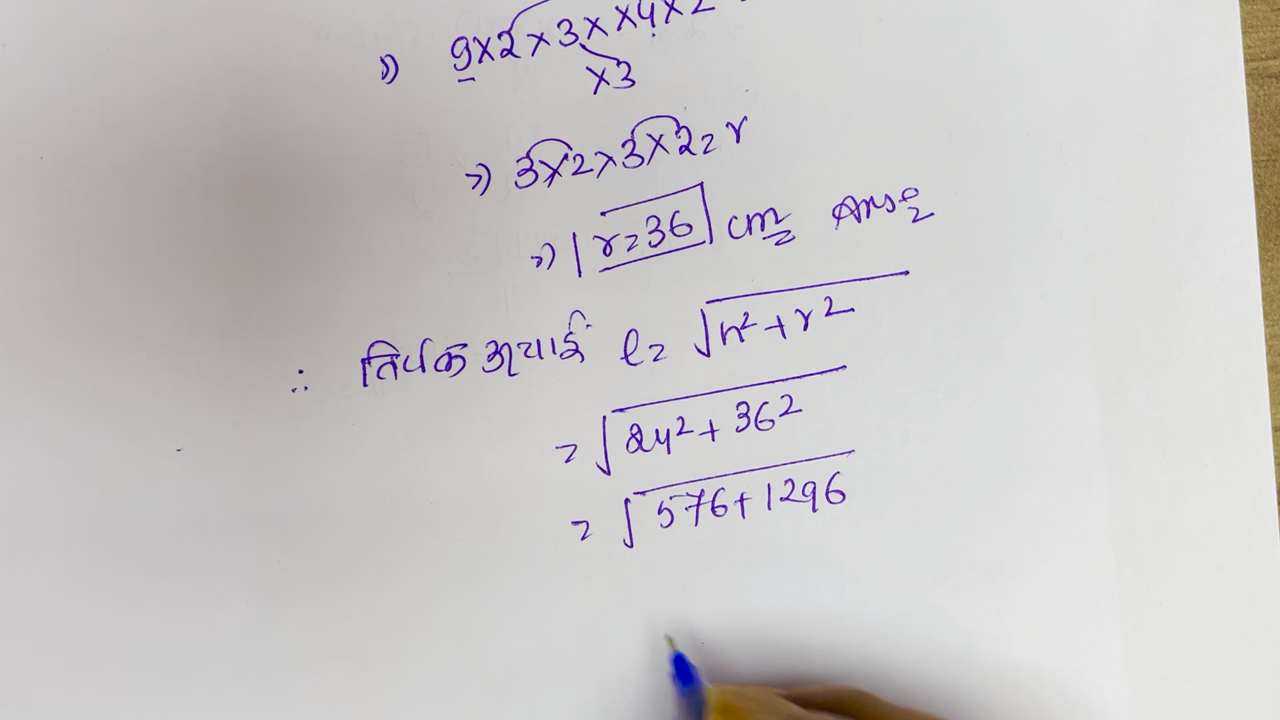 ⇒) 9×2×3××4×2
×3
⇒) 3×2×3×2=r
⇒) r=36 cm Ans
∴ तिर्यक ऊचाई l= √h²+r²
= √24²+36²
= √576+1296